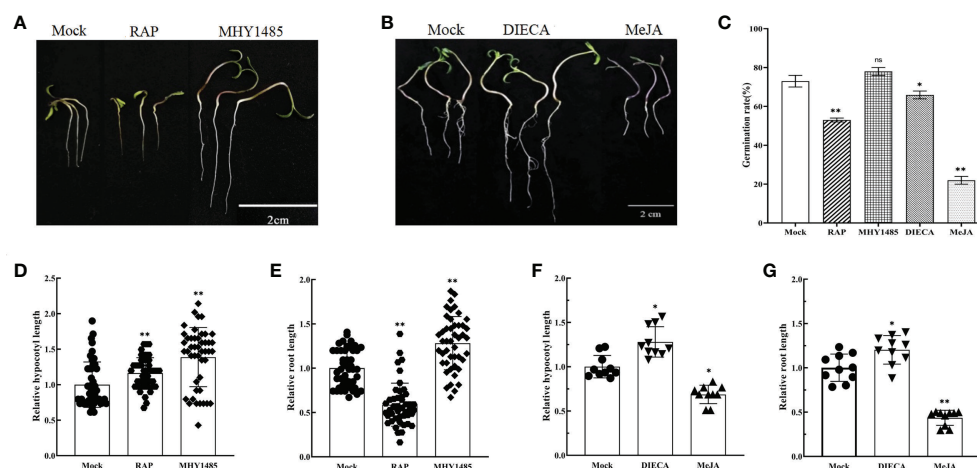 A
Mock RAP MHY1485
2cm
B
Mock DIECA MeJA
2 cm
C
Germination rate(%)
100
80
60
40
20
0
**
ns
*
**
Mock RAP MHY1485 DIECA MeJA
D
Relative hypocotyl length
2.5
2.0
1.5
1.0
0.5
0.0
**
**
Mock RAP MHY1485
E
Relative root length
2.0
1.5
1.0
0.5
0.0
**
**
Mock RAP MHY1485
F
Relative hypocotyl length
2.0
1.5
1.0
0.5
0.0
*
*
Mock DIECA MeJA
G
Relative root length
2.0
1.5
1.0
0.5
0.0
*
**
Mock DIECA MeJA